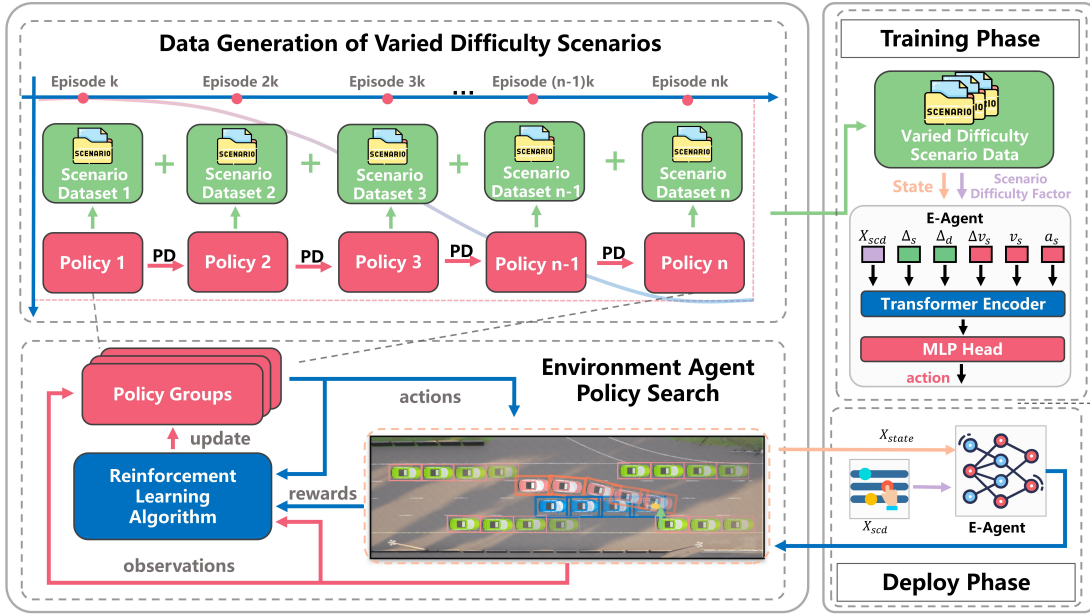 Data Generation of Varied Difficulty Scenarios
Episode k
Episode 2k
Episode 3k
...
Episode (n-1)k
Episode nk
SCENARIO
Scenario
Dataset 1
+
SCENARIO
Scenario
Dataset 2
+
SCENARIO
Scenario
Dataset 3
+
SCENARIO
Scenario
Dataset n-1
+
SCENARIO
Scenario
Dataset n
Policy 1
PD
Policy 2
PD
Policy 3
PD
Policy n-1
PD
Policy n
Environment Agent
Policy Search
Policy Groups
actions
update
Reinforcement
Learning
Algorithm
rewards
observations
Training Phase
SCENARIO
Varied Difficulty
Scenario Data
State
Scenario
Difficulty Factor
E-Agent
X_scd Δ_s Δ_d Δv_s v_s a_s
Transformer Encoder
MLP Head
action
X_state
X_scd
E-Agent
Deploy Phase